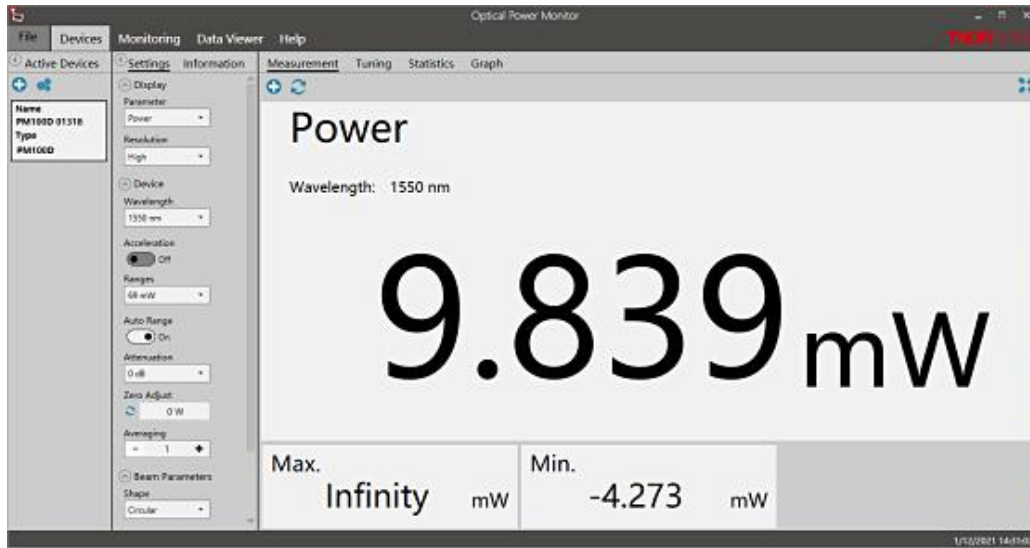 Optical Power Monitor
File Devices Monitoring Data Viewer Help
THORLABS
Active Devices Settings Information Measurement Tuning Statistics Graph
Name
PM100D 01318
Type
PM100D
Display
Parameter
Power
Resolution
High
Device
Wavelength
1550 nm
Acceleration
Off
Ranges
69 mW
Auto Range
On
Attenuation
0 dB
Zero Adjust
0 W
Averaging
- 1 +
Beam Parameters
Shape
Circular
Power
Wavelength: 1550 nm
9.839 mW
Max.
Infinity mW
Min.
-4.273 mW